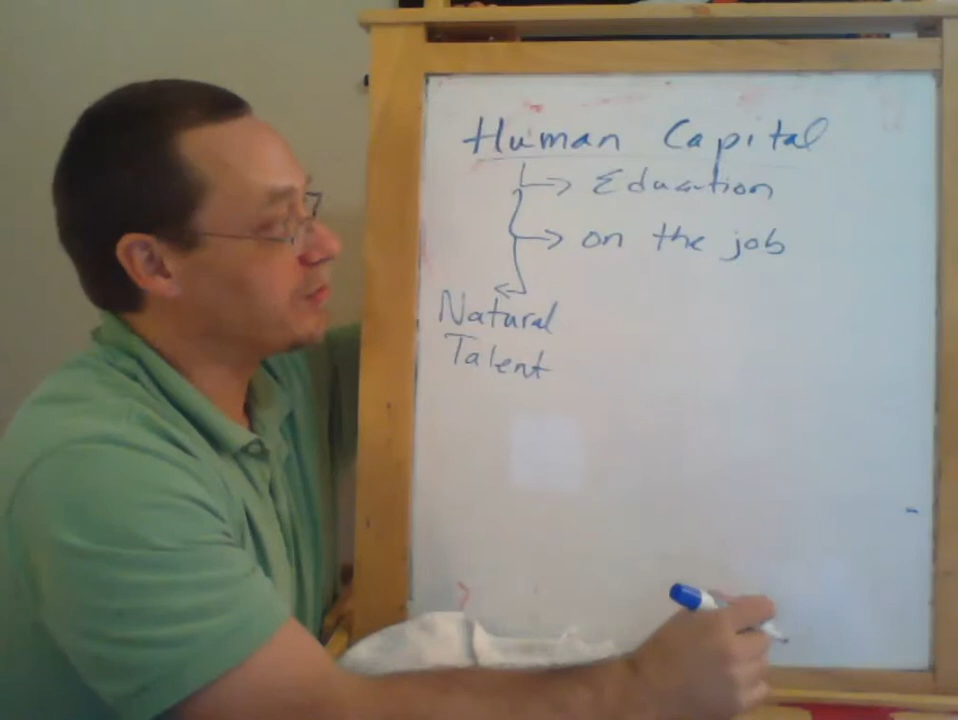 Human Capital
Education
on the job
Natural
Talent